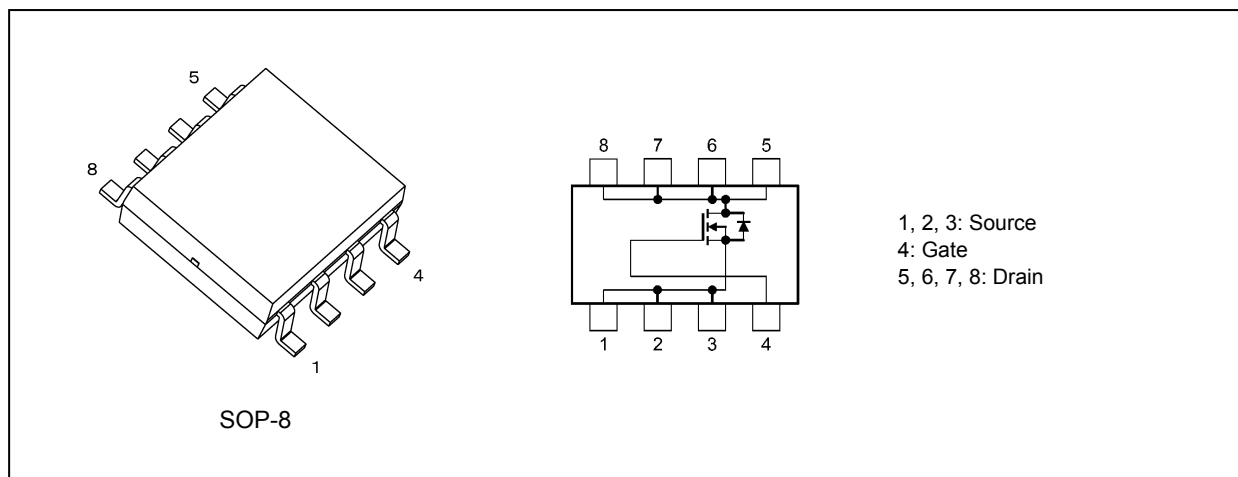 5
8
4
1
SOP-8
8 7 6 5
1 2 3 4
1, 2, 3: Source
4: Gate
5, 6, 7, 8: Drain